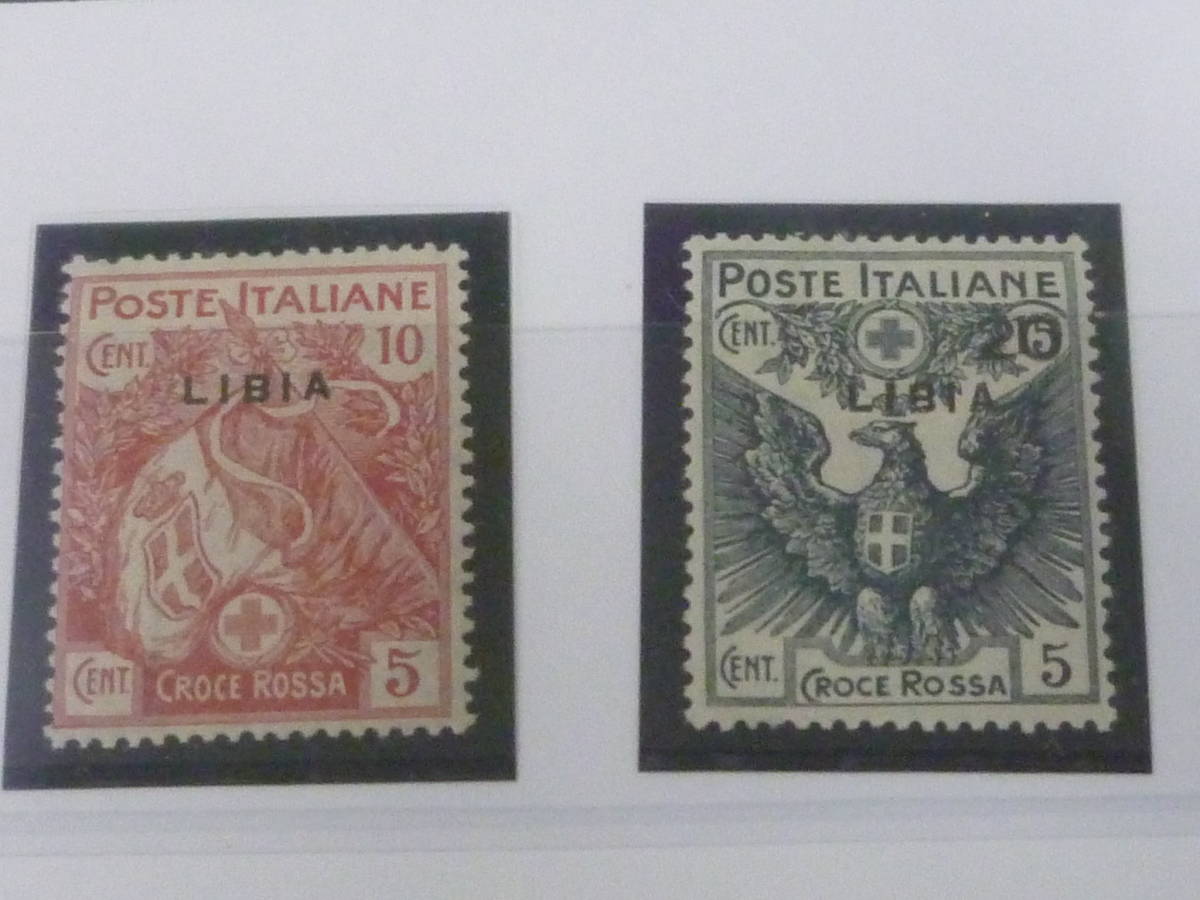 POSTE ITALIANE
CENT. 10
LIBIA
CENT. 5
CROCE ROSSA
POSTE ITALIANE
CENT. 20
LIBIA
CENT. 5
CROCE ROSSA